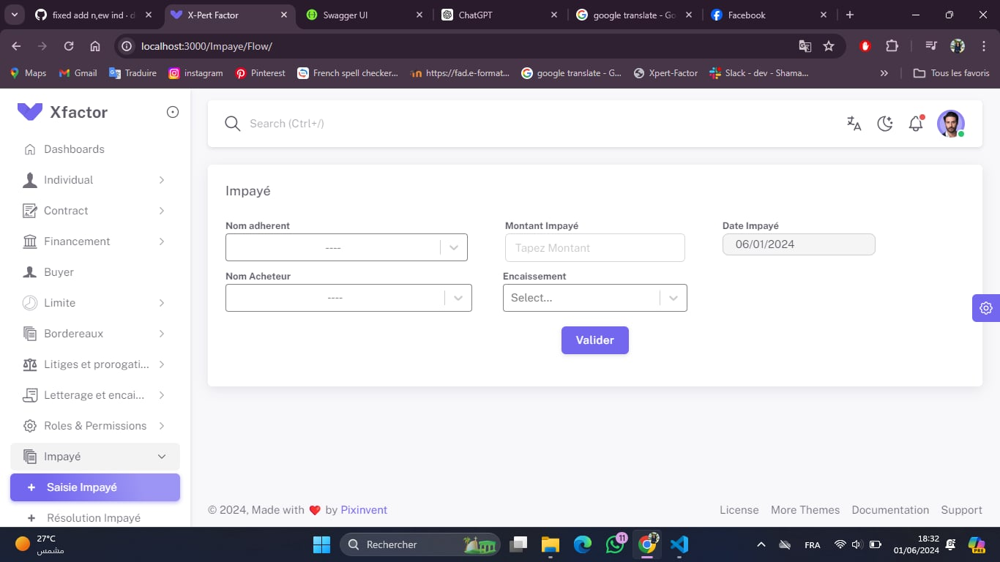 fixed add n,ew ind · d
X-Pert Factor
Swagger UI
ChatGPT
google translate - Go
Facebook
localhost:3000/Impaye/Flow/
Maps
Gmail
Traduire
instagram
Pinterest
French spell checker...
https://fad.e-format...
google translate - G...
Xpert-Factor
Slack - dev - Shama...
Tous les favoris
Xfactor
Search (Ctrl+/)
Dashboards
Individual
Contract
Financement
Buyer
Limite
Bordereaux
Litiges et prorogati...
Letterage et encai...
Roles & Permissions
Impayé
Saisie Impayé
Résolution Impayé
Impayé
Nom adherent
Montant Impayé
Date Impayé
----
Tapez Montant
06/01/2024
Nom Acheteur
Encaissement
----
Select...
Valider
© 2024, Made with ❤️ by Pixinvent
License
More Themes
Documentation
Support
27°C
مشمس
Rechercher
11
FRA
18:32
01/06/2024
PRE